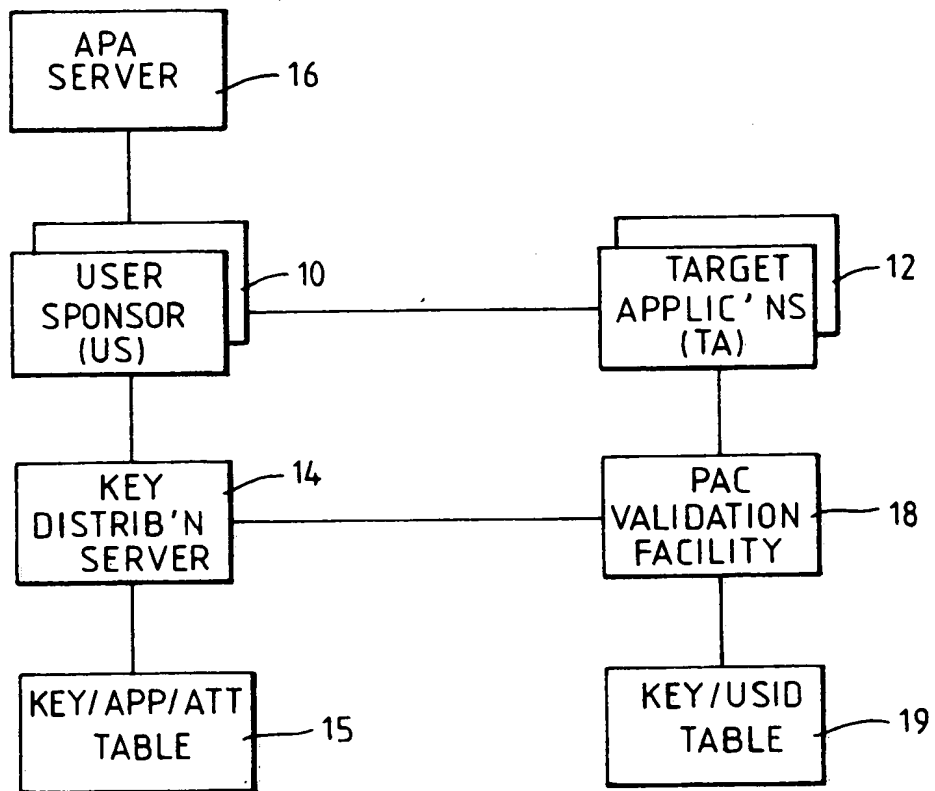 APA
SERVER
16
USER
SPONSOR
(US)
10
TARGET
APPLIC'NS
(TA)
12
KEY
DISTRIB'N
SERVER
14
PAC
VALIDATION
FACILITY
18
KEY/APP/ATT
TABLE
15
KEY/USID
TABLE
19